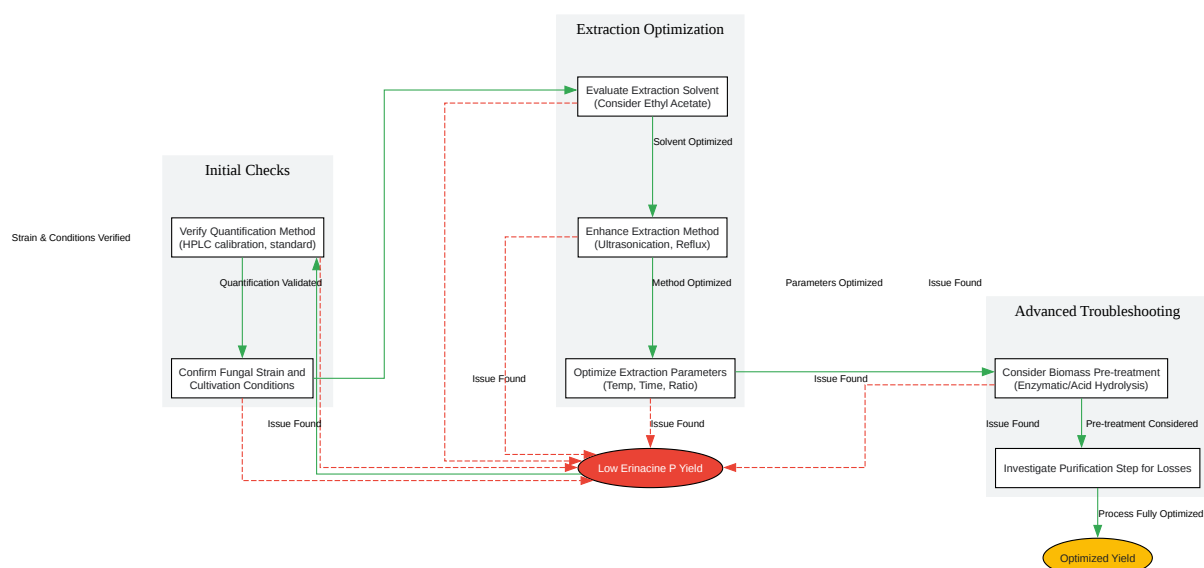 Extraction Optimization
Evaluate Extraction Solvent
(Consider Ethyl Acetate)
Solvent Optimized
Initial Checks
Verify Quantification Method
(HPLC calibration, standard)
Strain & Conditions Verified
Enhance Extraction Method
(Ultrasonication, Reflux)
Quantification Validated
Method Optimized
Parameters Optimized
Issue Found
Advanced Troubleshooting
Confirm Fungal Strain and
Cultivation Conditions
Issue Found
Optimize Extraction Parameters
(Temp, Time, Ratio)
Issue Found
Consider Biomass Pre-treatment
(Enzymatic/Acid Hydrolysis)
Issue Found
Issue Found
Issue Found
Pre-treatment Considered
Low Erinacine P Yield
Investigate Purification Step for Losses
Process Fully Optimized
Optimized Yield